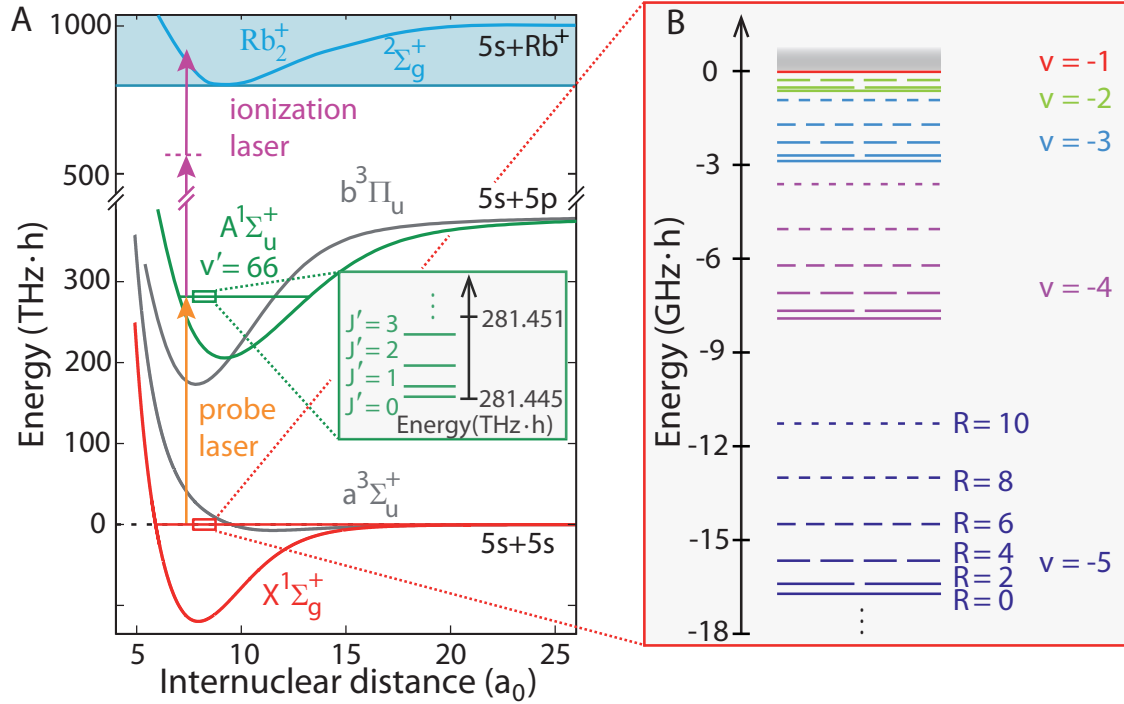 A
1000
500
300
200
100
0
Energy (THz·h)
5
10
15
20
25
Internuclear distance (a₀)
Rb₂⁺
²Σg⁺
5s+Rb⁺
ionization
laser
b³Πu
5s+5p
A¹Σu⁺
v' = 66
J' = 3
J' = 2
J' = 1
J' = 0
281.451
281.445
Energy(THz·h)
probe
laser
a³Σu⁺
5s+5s
X¹Σg⁺
B
0
-3
-6
-9
-12
-15
-18
Energy (GHz·h)
v = -1
v = -2
v = -3
v = -4
R = 10
R = 8
R = 6
R = 4
R = 2
R = 0
v = -5